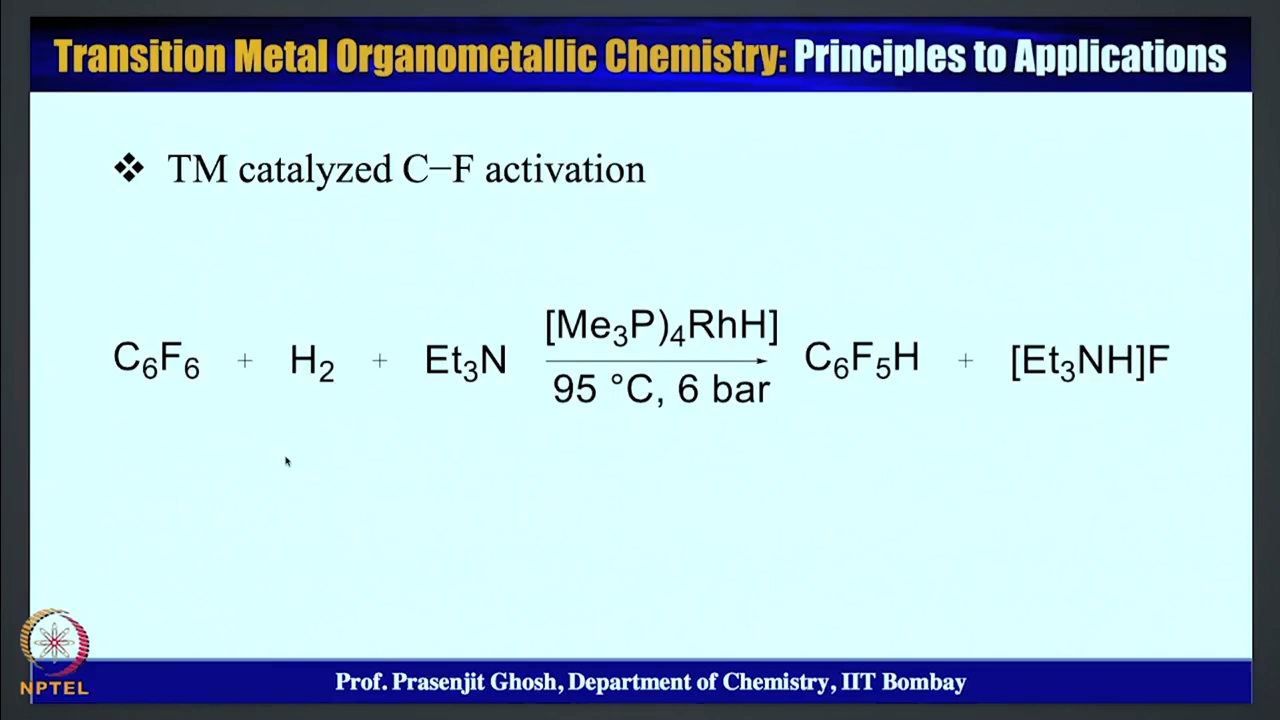 Transition Metal Organometallic Chemistry: Principles to Applications
❖ TM catalyzed C−F activation
[Me₃P)₄RhH]
C₆F₆ + H₂ + Et₃N → C₆F₅H + [Et₃NH]F
95 °C, 6 bar
NPTEL
Prof. Prasenjit Ghosh, Department of Chemistry, IIT Bombay